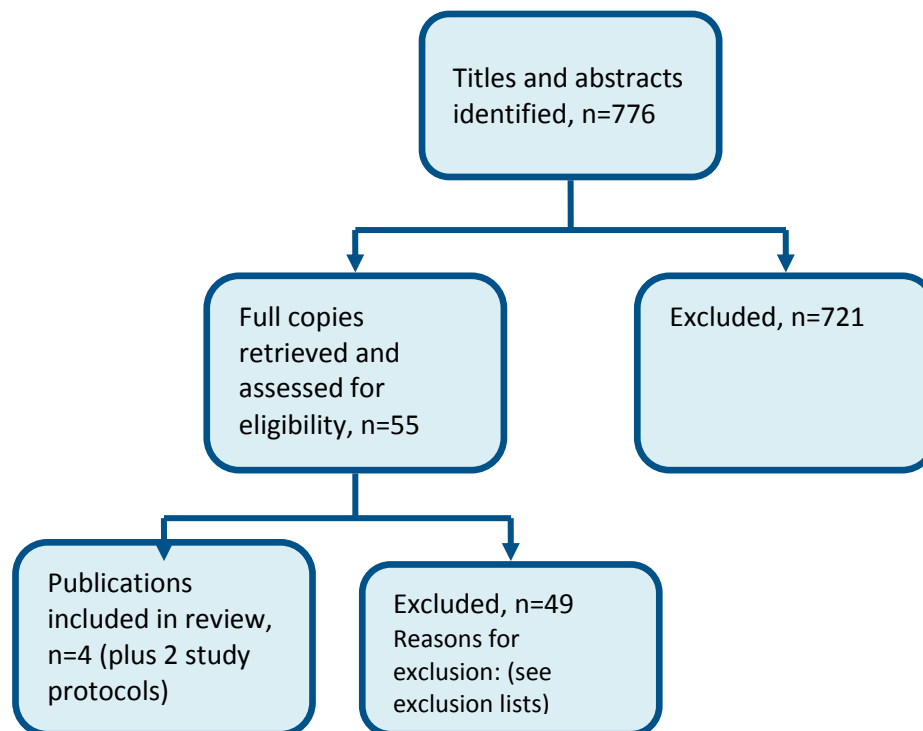 Titles and abstracts
identified, n=776
Full copies
retrieved and
assessed for
eligibility, n=55
Excluded, n=721
Publications
included in review,
n=4 (plus 2 study
protocols)
Excluded, n=49
Reasons for
exclusion: (see
exclusion lists)